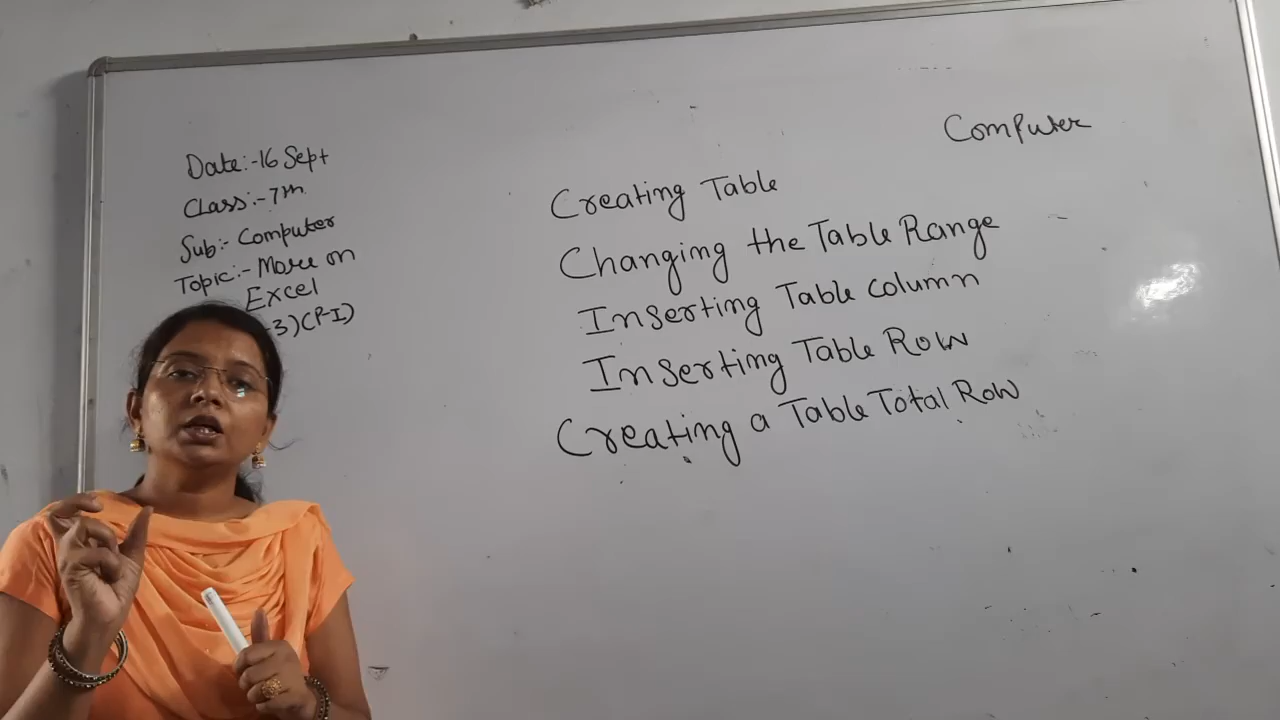 Date:-16 Sept
Class:-7th
Sub:- Computer
Topic:- More on
Excel
-3)(P-I)
Computer
Creating Table
Changing the Table Range
Inserting Table column
Inserting Table Row
Creating a Table Total Row